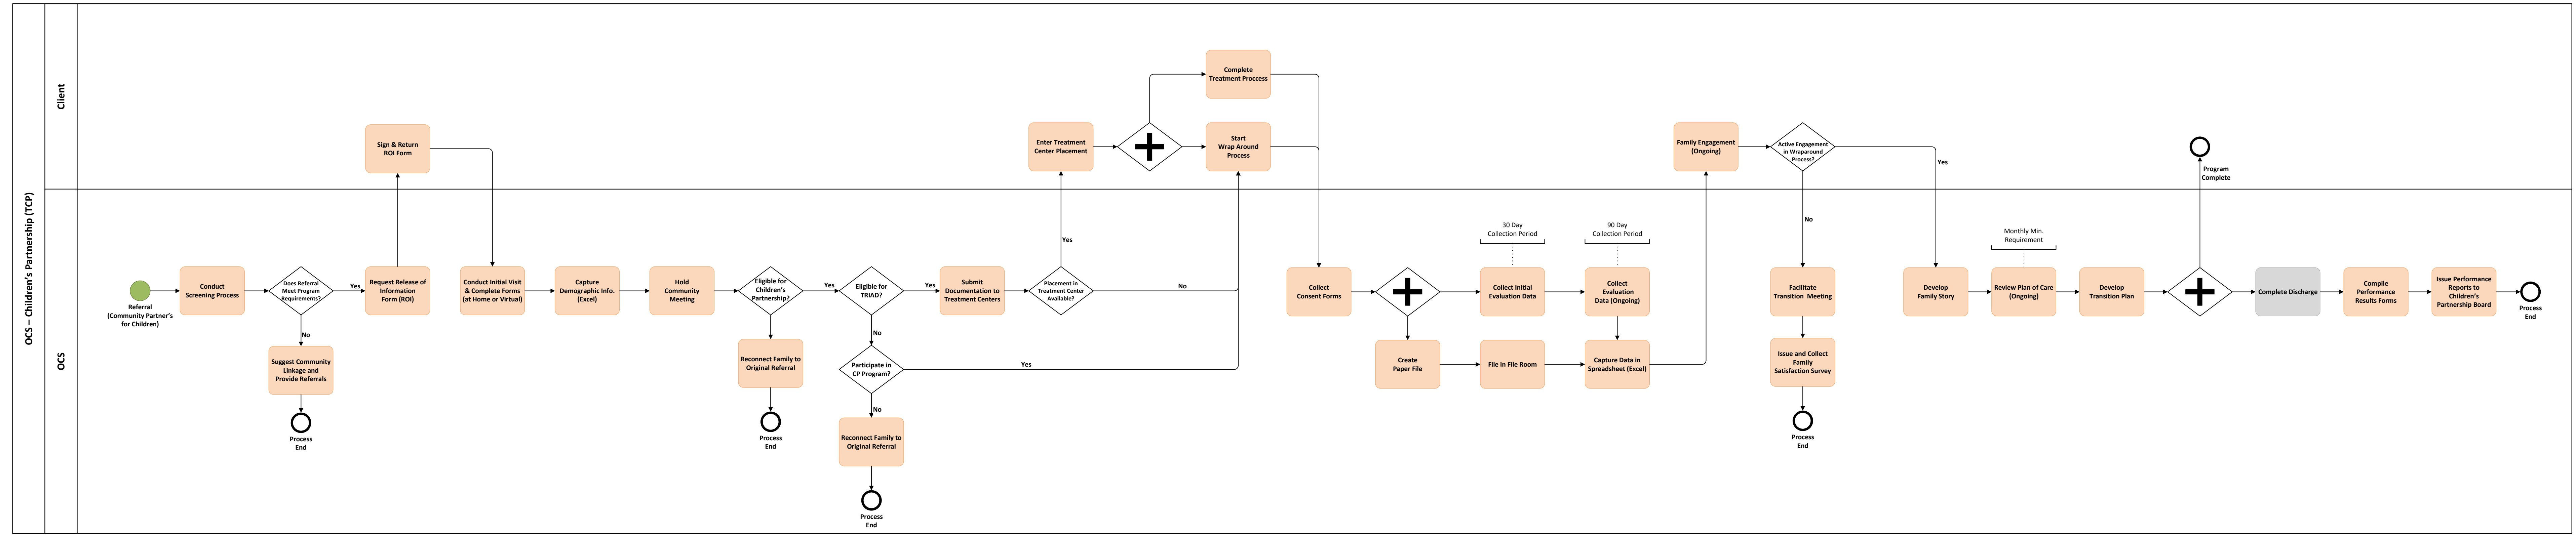 OCS – Children's Partnership (TCP)
Client
OCS
Referral
(Community Partner's
for Children)
Conduct
Screening Process
Does Referral
Meet Program
Requirements?
Yes
No
Suggest Community
Linkage and
Provide Referrals
Process
End
Request Release of
Information
Form (ROI)
Sign & Return
ROI Form
Conduct Initial Visit
& Complete Forms
(at Home or Virtual)
Capture
Demographic Info.
(Excel)
Hold
Community
Meeting
Eligible for
Children's
Partnership?
Yes
Reconnect Family to
Original Referral
Process
End
Eligible for
TRIAD?
Yes
No
Participate in
CP Program?
Yes
No
Reconnect Family to
Original Referral
Process
End
Submit
Documentation to
Treatment Centers
Placement in
Treatment Center
Available?
Yes
No
Enter Treatment
Center Placement
Complete
Treatment Proccess
Start
Wrap Around
Process
Collect
Consent Forms
30 Day
Collection Period
Collect Initial
Evaluation Data
90 Day
Collection Period
Collect
Evaluation
Data (Ongoing)
Create
Paper File
File in File Room
Capture Data in
Spreadsheet (Excel)
Family Engagement
(Ongoing)
Active Engagement
in Wraparound
Process?
Yes
No
Facilitate
Transition Meeting
Issue and Collect
Family
Satisfaction Survey
Process
End
Develop
Family Story
Monthly Min.
Requirement
Review Plan of Care
(Ongoing)
Develop
Transition Plan
Program
Complete
Complete Discharge
Compile
Performance
Results Forms
Issue Performance
Reports to
Children's
Partnership Board
Process
End